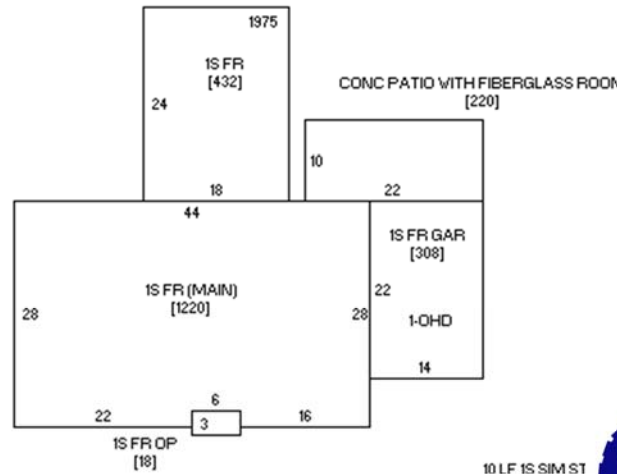 1975
1S FR
[432]
24
18
CONC PATIO WITH FIBERGLASS ROOM
[220]
10
22
44
1S FR GAR
[308]
22
1-OHD
14
1S FR (MAIN)
[1220]
28
28
22
6
3
16
1S FR OP
[18]
10 LF 1S SIM ST